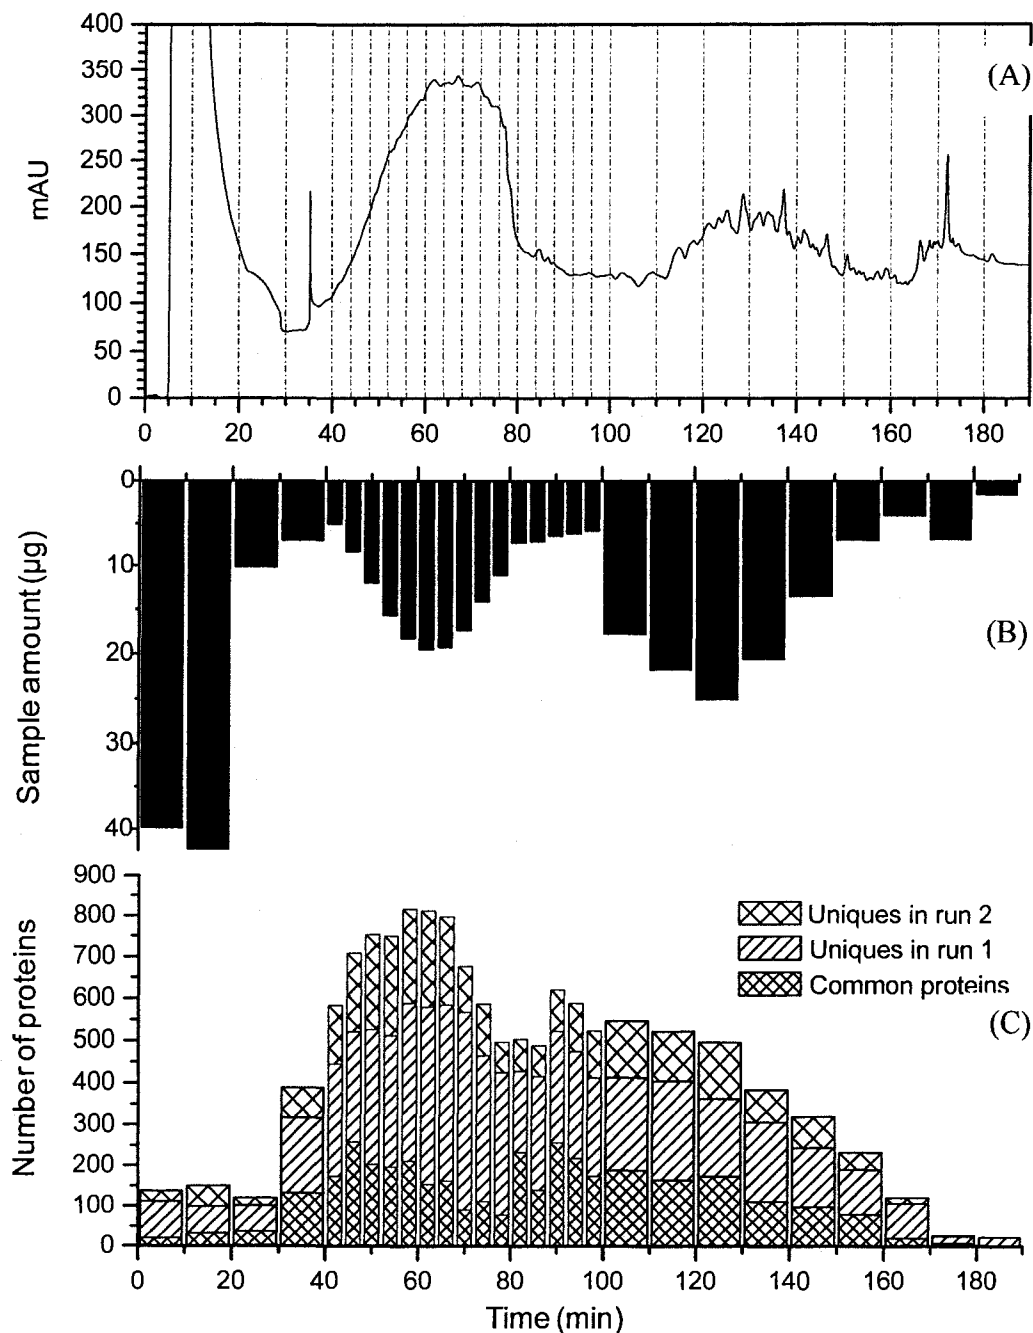 400
350
300
250
200
150
100
50
0
mAU
(A)
0 20 40 60 80 100 120 140 160 180
0
10
20
30
40
Sample amount (µg)
(B)
900
800
700
600
500
400
300
200
100
0
Number of proteins
Uniques in run 2
Uniques in run 1
Common proteins
(C)
0 20 40 60 80 100 120 140 160 180
Time (min)